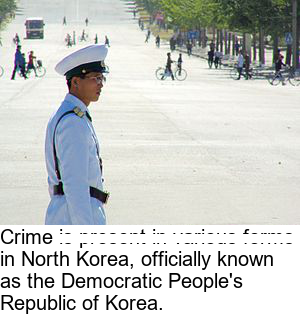 Crime is present in various forms
in North Korea, officially known
as the Democratic People's
Republic of Korea.